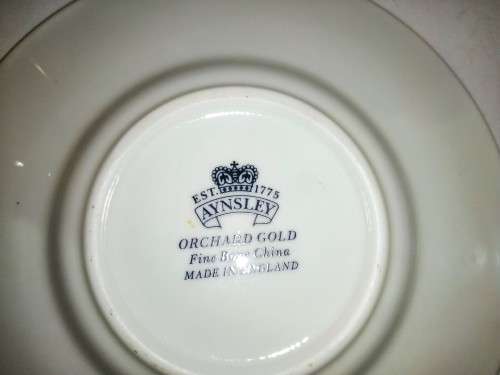 EST. 1775
AYNSLEY
ORCHARD GOLD
Fine Bone China
MADE IN ENGLAND